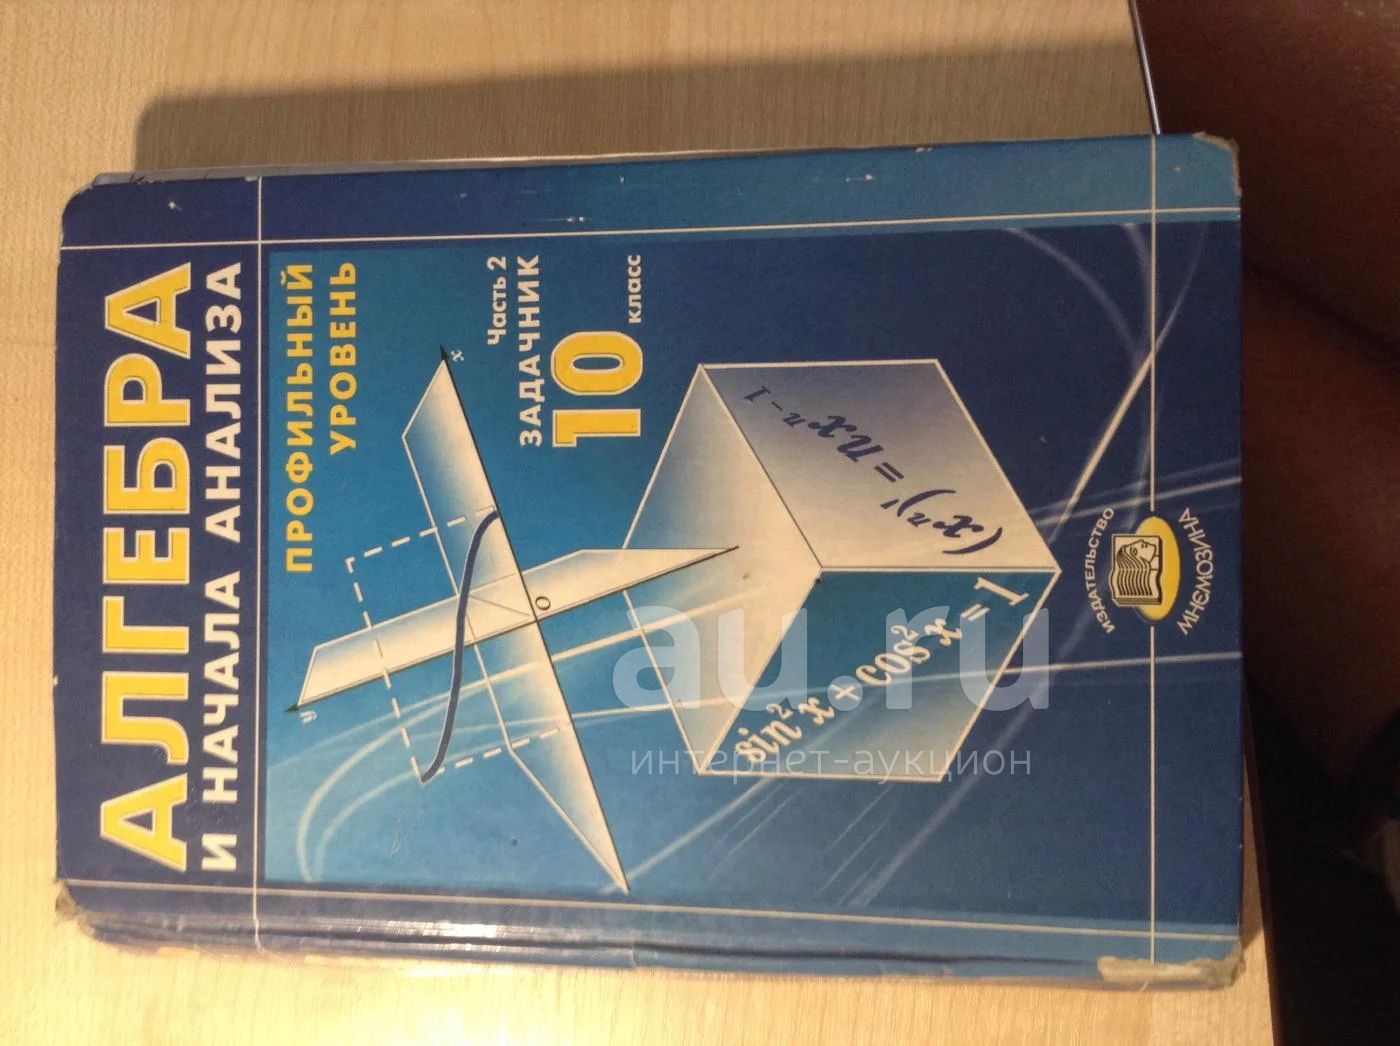 АЛГЕБРА
И НАЧАЛА АНАЛИЗА
ПРОФИЛЬНЫЙ
УРОВЕНЬ
y
x
O
Часть 2
ЗАДАЧНИК
10
класс
(xⁿ)' = nxⁿ⁻¹
sin²x + cos²x = 1
ИЗДАТЕЛЬСТВО
МНЕМОЗИНА
au.ru
интернет-аукцион